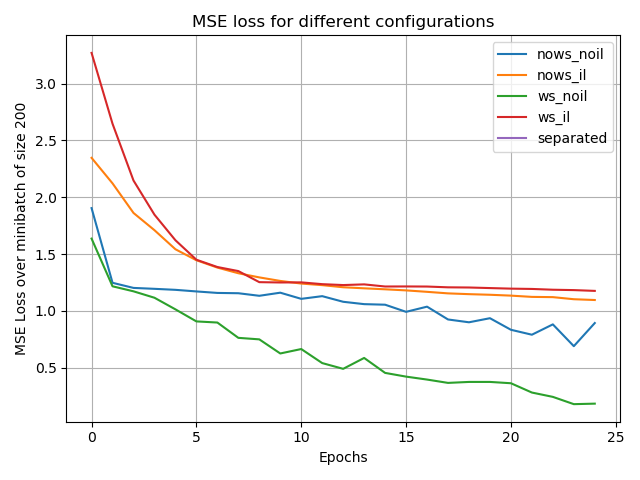 MSE loss for different configurations
MSE Loss over minibatch of size 200
3.0
2.5
2.0
1.5
1.0
0.5
nows_noil
nows_il
ws_noil
ws_il
separated
0 5 10 15 20 25
Epochs